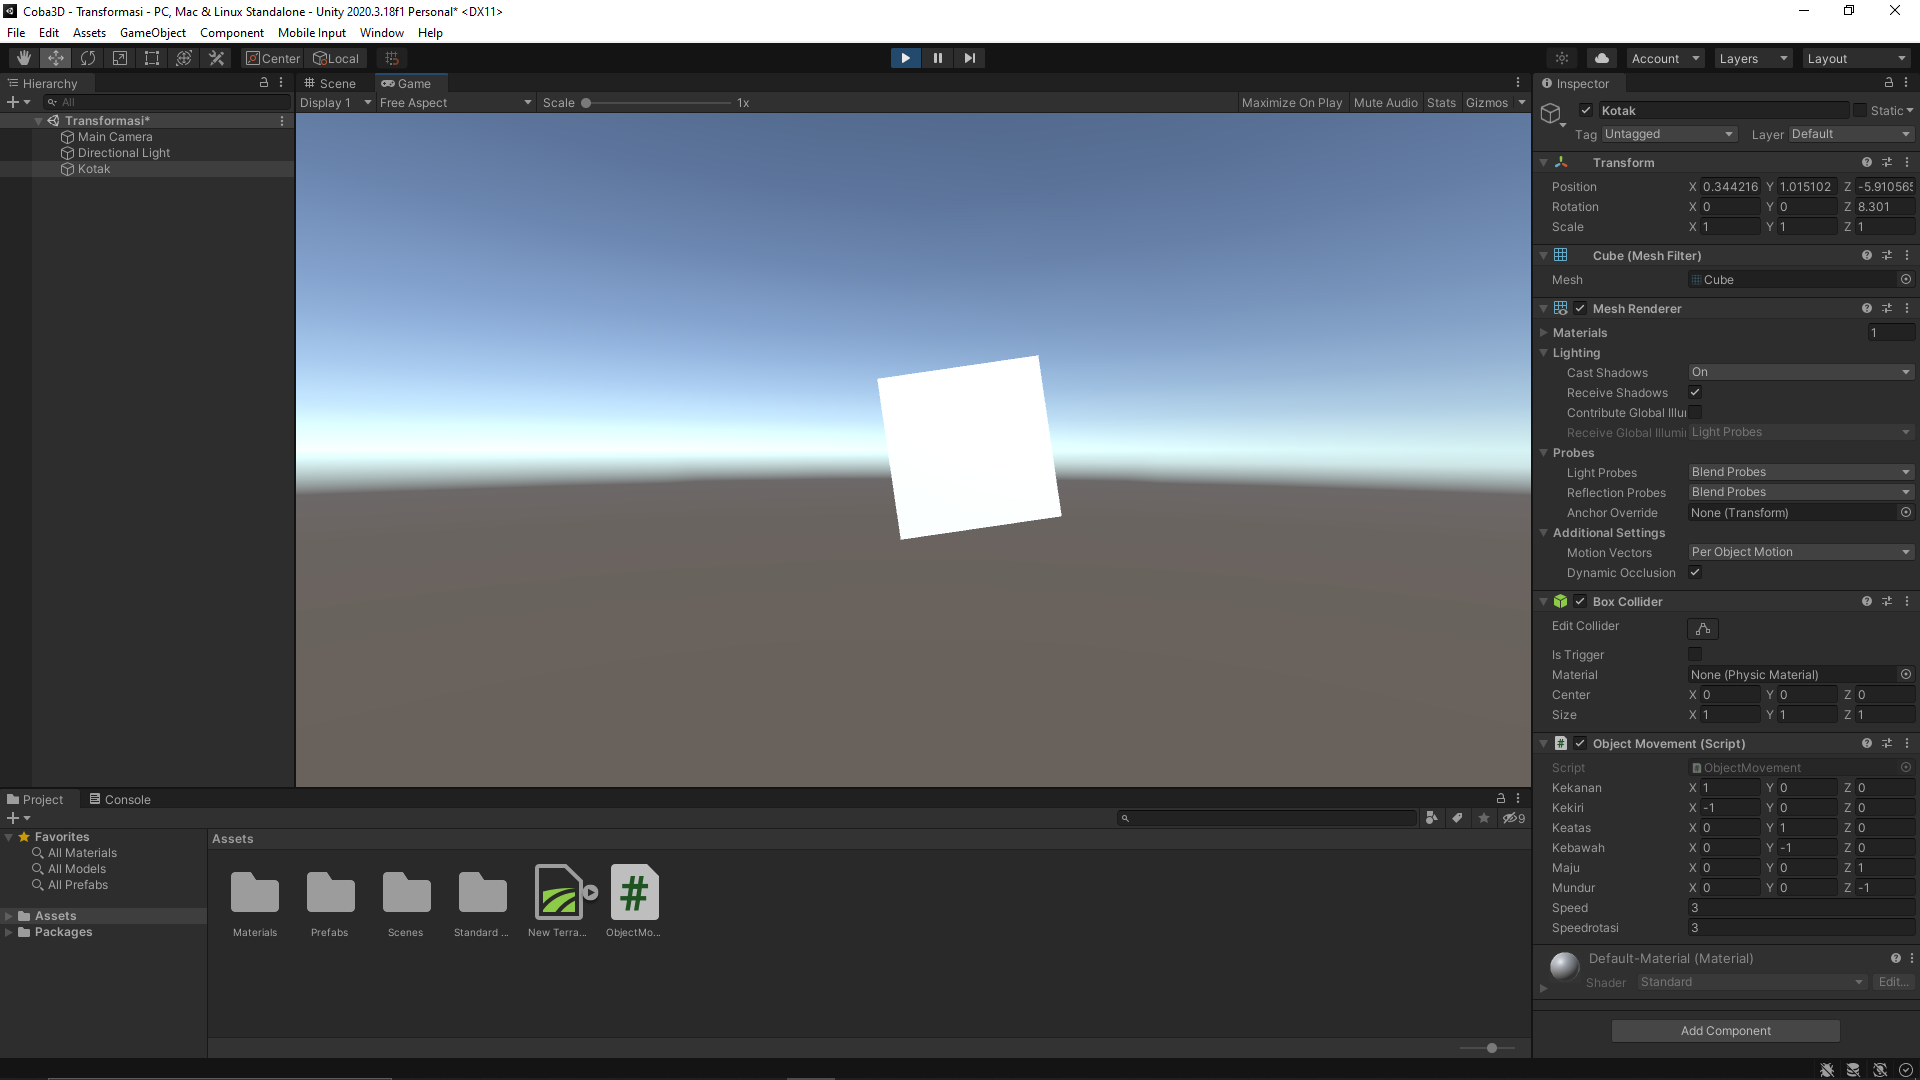 Coba3D - Transformasi - PC, Mac & Linux Standalone - Unity 2020.3.18f1 Personal* <DX11>
File Edit Assets GameObject Component Mobile Input Window Help
Center Local Account Layers Layout
Hierarchy
All
Transformasi*
Main Camera
Directional Light
Kotak
Scene Game
Display 1 Free Aspect Scale 1x Maximize On Play Mute Audio Stats Gizmos
Inspector
Kotak Static
Tag Untagged Layer Default
Transform
Position X 0.344216 Y 1.015102 Z -5.910565
Rotation X 0 Y 0 Z 8.301
Scale X 1 Y 1 Z 1
Cube (Mesh Filter)
Mesh Cube
Mesh Renderer
Materials 1
Lighting
Cast Shadows On
Receive Shadows
Contribute Global Illui
Receive Global Illumin Light Probes
Probes
Light Probes Blend Probes
Reflection Probes Blend Probes
Anchor Override None (Transform)
Additional Settings
Motion Vectors Per Object Motion
Dynamic Occlusion
Box Collider
Edit Collider
Is Trigger
Material None (Physic Material)
Center X 0 Y 0 Z 0
Size X 1 Y 1 Z 1
# Object Movement (Script)
Script ObjectMovement
Kekanan X 1 Y 0 Z 0
Kekiri X -1 Y 0 Z 0
Keatas X 0 Y 1 Z 0
Kebawah X 0 Y -1 Z 0
Maju X 0 Y 0 Z 1
Mundur X 0 Y 0 Z -1
Speed 3
Speedrotasi 3
Default-Material (Material)
Shader Standard Edit...
Add Component
Project Console
9
Favorites
All Materials
All Models
All Prefabs
Assets
Packages
Assets
#
Materials Prefabs Scenes Standard ... New Terra... ObjectMo...